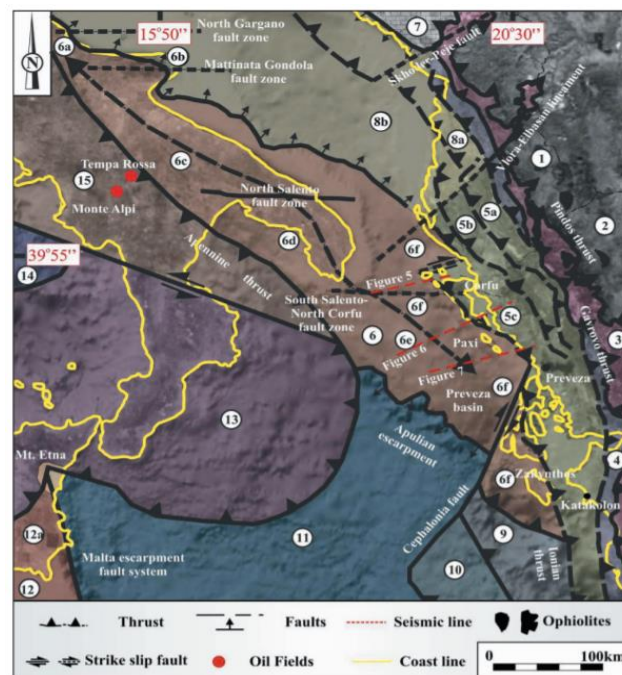 15°50''
20°30''
7
North Gargano
fault zone
6a
6b
Mattinata Gondola
fault zone
Skhoder-Peje fault
N
8b
8a
Vlora-Elbasan lineament
1
Tempa Rossa
15
6c
Monte Alpi
North Salento
fault zone
5a
5b
2
Pindos thrust
6d
6f
39°55''
14
Apennine
thrust
Figure 5
Corfu
South Salento-
North Corfu
fault zone
6f
5c
3
Gavrovo thrust
6
6e
Paxi
Figure 6
Figure 7
Preveza
13
6f
Preveza
basin
Apulian
escarpment
Mt. Etna
Zakynthos
4
6f
Katakolon
Cephalonia fault
12a
11
9
Malta escarpment
fault system
Ionian
thrust
10
12
Thrust
Faults
Seismic line
Ophiolites
Strike slip fault
Oil Fields
Coast line
0
100km